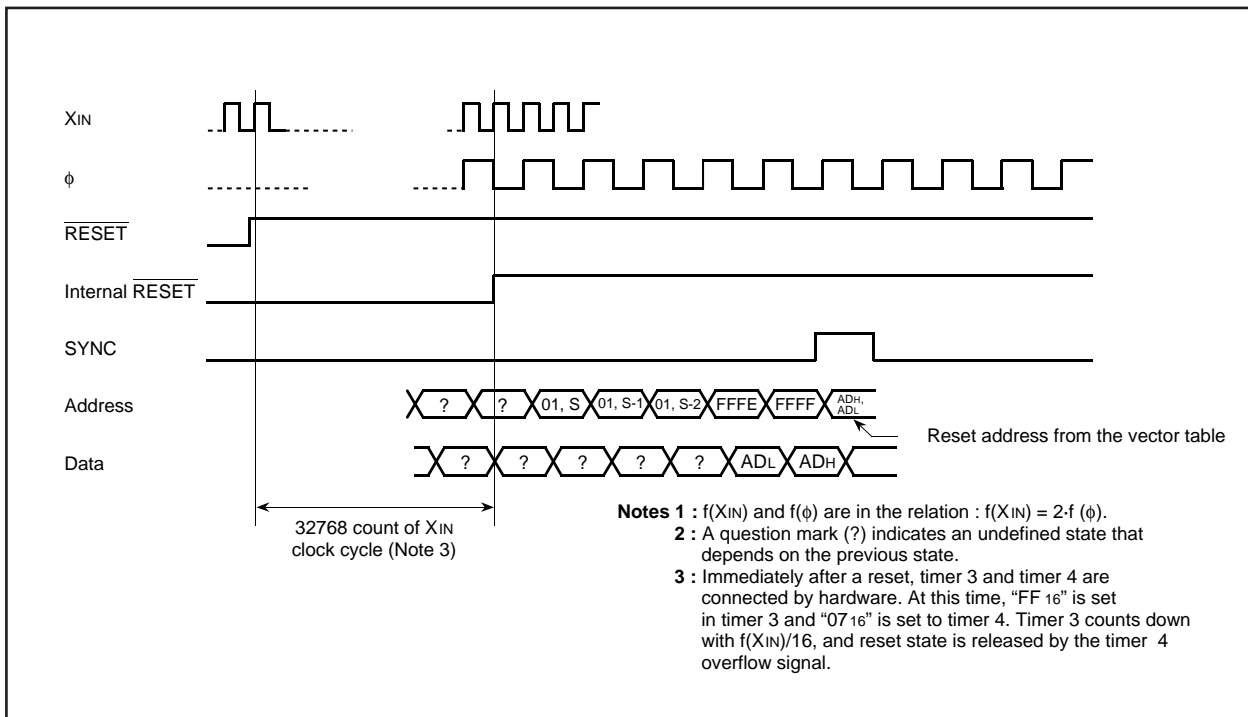 XIN
ϕ
RESET
Internal RESET
SYNC
Address
? ? 01, S 01, S-1 01, S-2 FFFE FFFF ADH, ADL
Reset address from the vector table
Data
? ? ? ? ? ADL ADH
32768 count of XIN
clock cycle (Note 3)
Notes 1 : f(XIN) and f(ϕ) are in the relation : f(XIN) = 2·f (ϕ).
2 : A question mark (?) indicates an undefined state that
depends on the previous state.
3 : Immediately after a reset, timer 3 and timer 4 are
connected by hardware. At this time, “FF 16” is set
in timer 3 and “0716” is set to timer 4. Timer 3 counts down
with f(XIN)/16, and reset state is released by the timer 4
overflow signal.